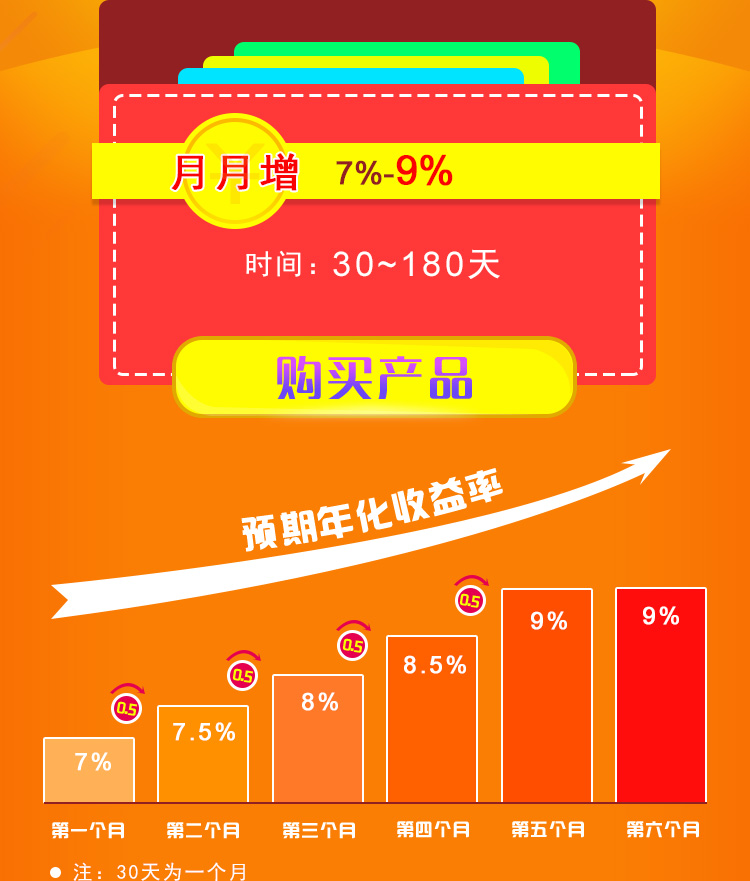 月月增 7%-9%
时间：30~180天
购买产品
预期年化收益率
0.5
9%
9%
0.5
8.5%
0.5
8%
0.5
7.5%
7%
第一个月 第二个月 第三个月 第四个月 第五个月 第六个月
注：30天为一个月